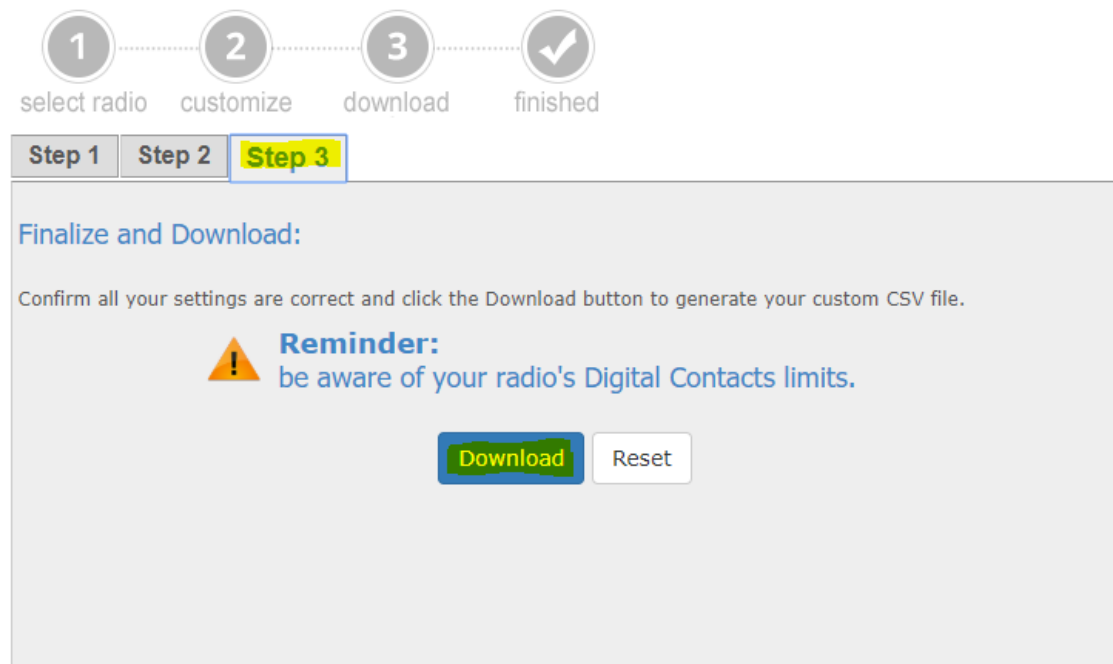 1 2 3
select radio customize download finished
Step 1 Step 2 Step 3
Finalize and Download:
Confirm all your settings are correct and click the Download button to generate your custom CSV file.
! Reminder:
be aware of your radio's Digital Contacts limits.
Download Reset